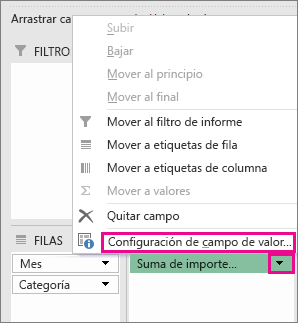 Arrastrar ca
Subir
Bajar
Mover al principio
Mover al final
FILTRO
Mover al filtro de informe
Mover a etiquetas de fila
Mover a etiquetas de columna
Mover a valores
Quitar campo
Configuración de campo de valor...
FILAS
Mes
Suma de importe...
Categoría